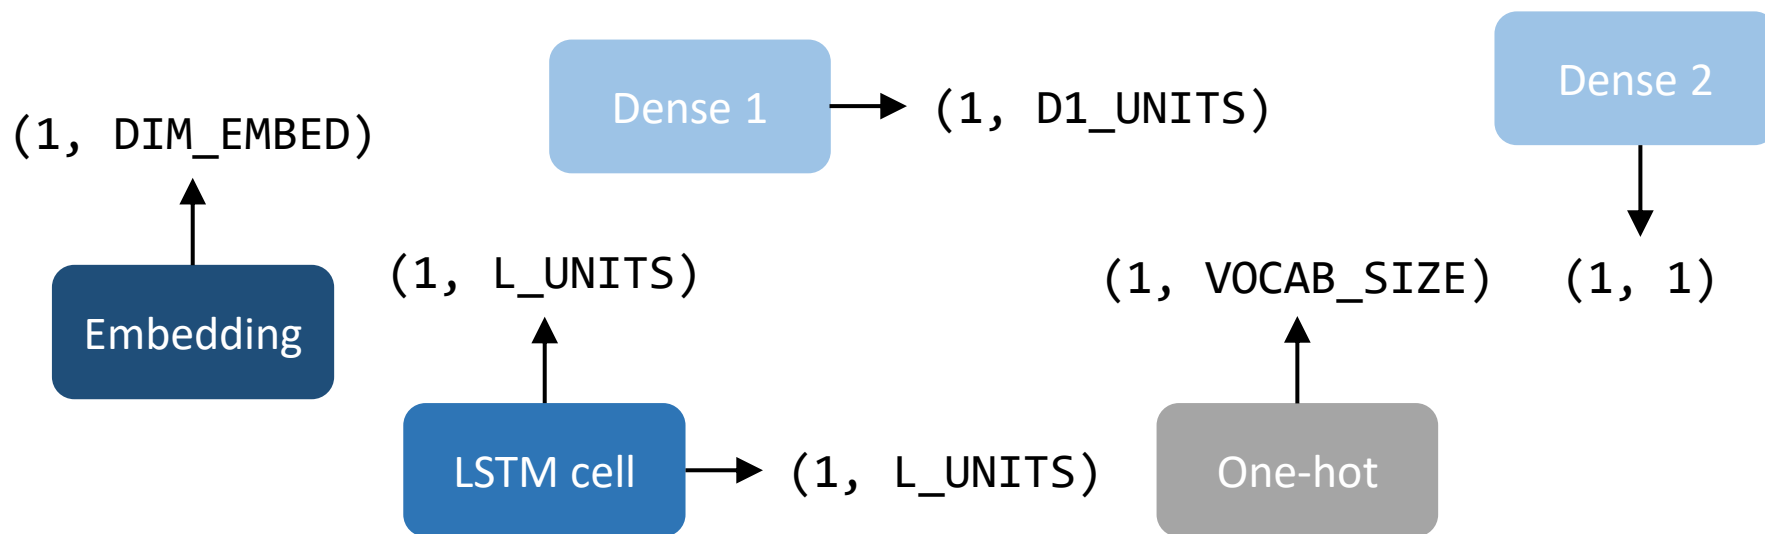 Dense 2
Dense 1
(1, D1_UNITS)
(1, DIM_EMBED)
(1, L_UNITS)
(1, VOCAB_SIZE)
(1, 1)
Embedding
LSTM cell
(1, L_UNITS)
One-hot